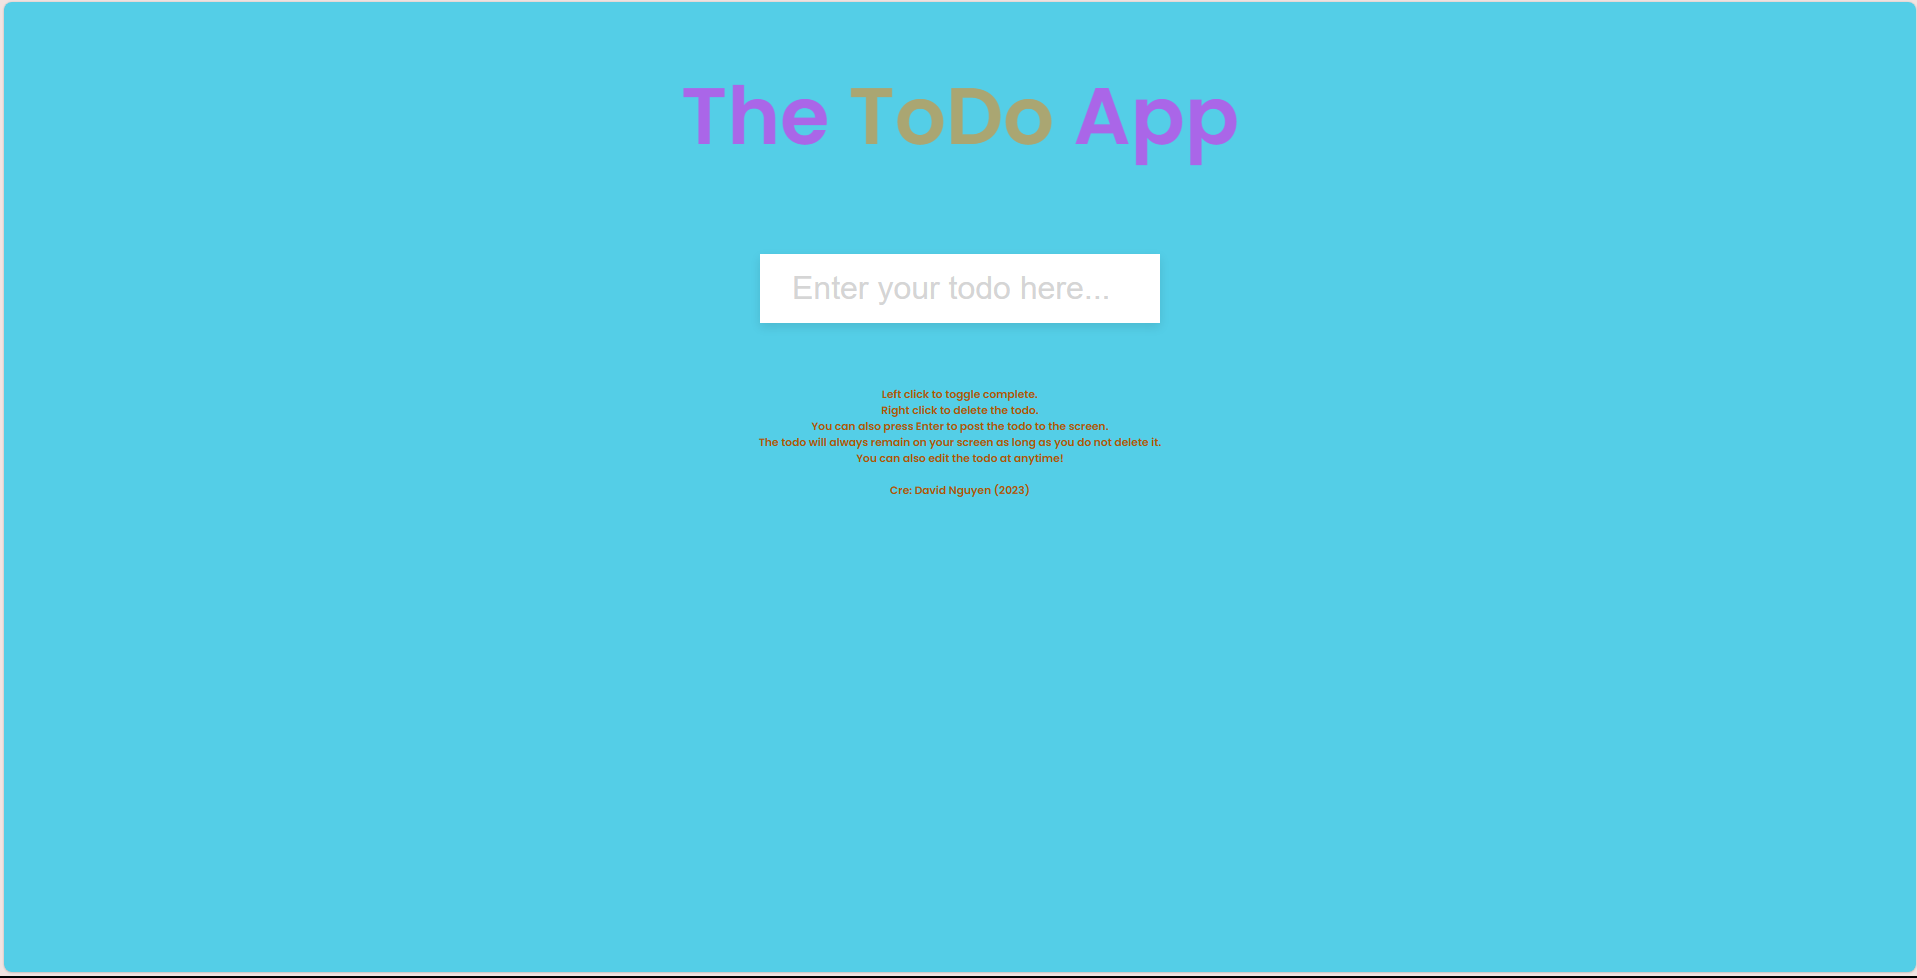 The ToDo App
Enter your todo here...
Left click to toggle complete.
Right click to delete the todo.
You can also press Enter to post the todo to the screen.
The todo will always remain on your screen as long as you do not delete it.
You can also edit the todo at anytime!
Cre: David Nguyen (2023)